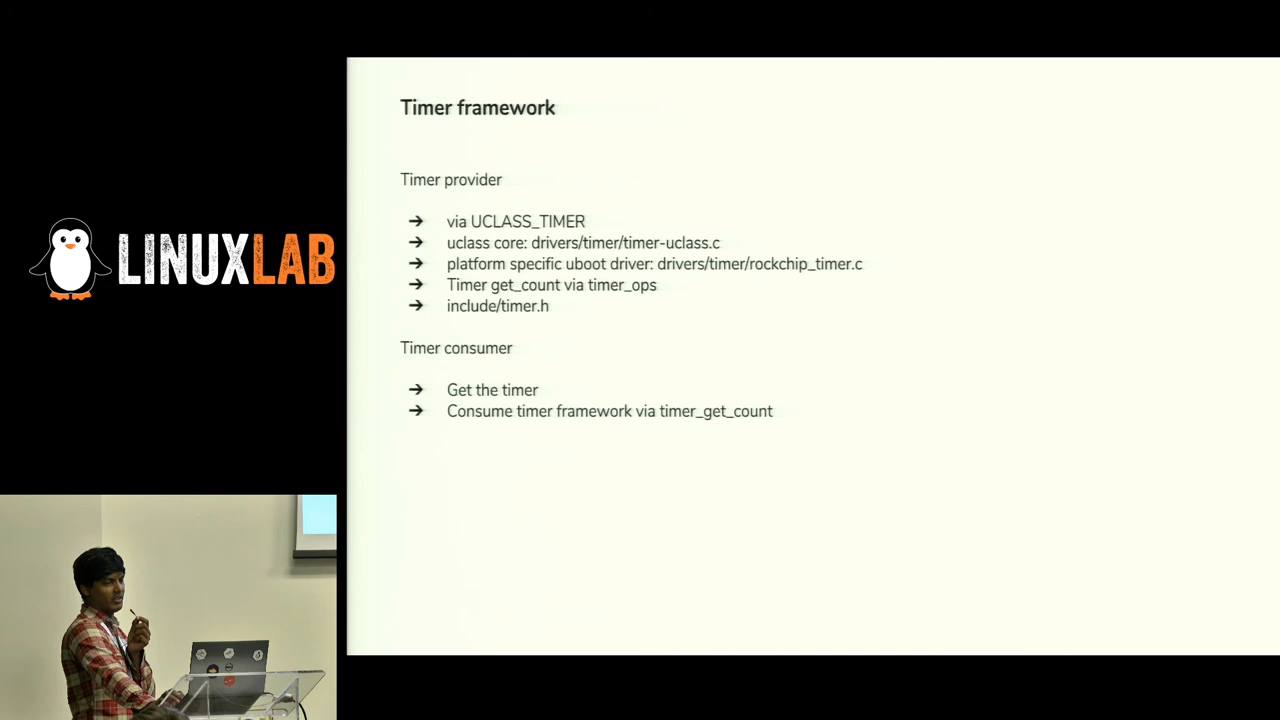 LINUXLAB
Timer framework
Timer provider
➔ via UCLASS_TIMER
➔ uclass core: drivers/timer/timer-uclass.c
➔ platform specific uboot driver: drivers/timer/rockchip_timer.c
➔ Timer get_count via timer_ops
➔ include/timer.h
Timer consumer
➔ Get the timer
➔ Consume timer framework via timer_get_count